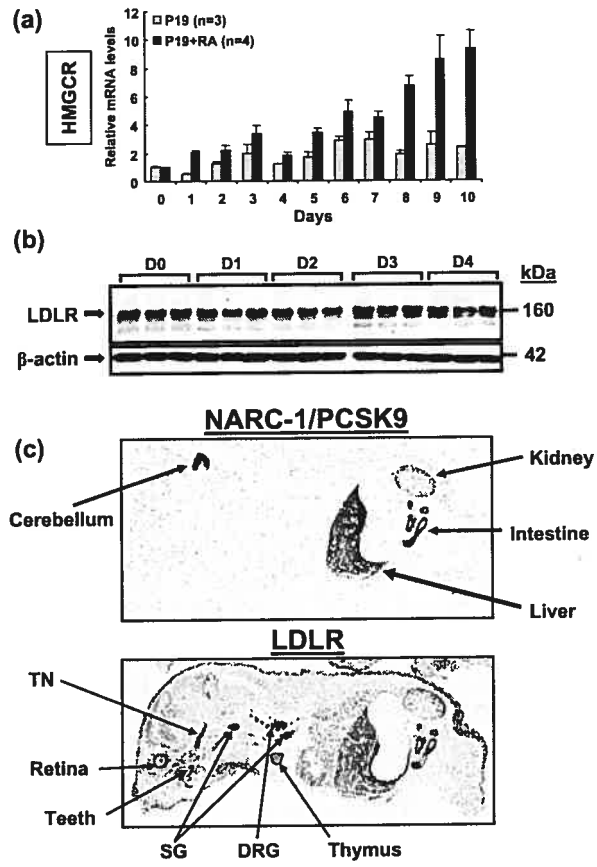 (a)
HMGCR
Relative mRNA levels
12
10
8
6
4
2
0
P19 (n=3)
P19+RA (n=4)
0 1 2 3 4 5 6 7 8 9 10
Days
(b)
D0 D1 D2 D3 D4 kDa
LDLR 160
β-actin 42
NARC-1/PCSK9
(c)
Kidney
Cerebellum
Intestine
Liver
LDLR
TN
Retina
Teeth
SG DRG Thymus